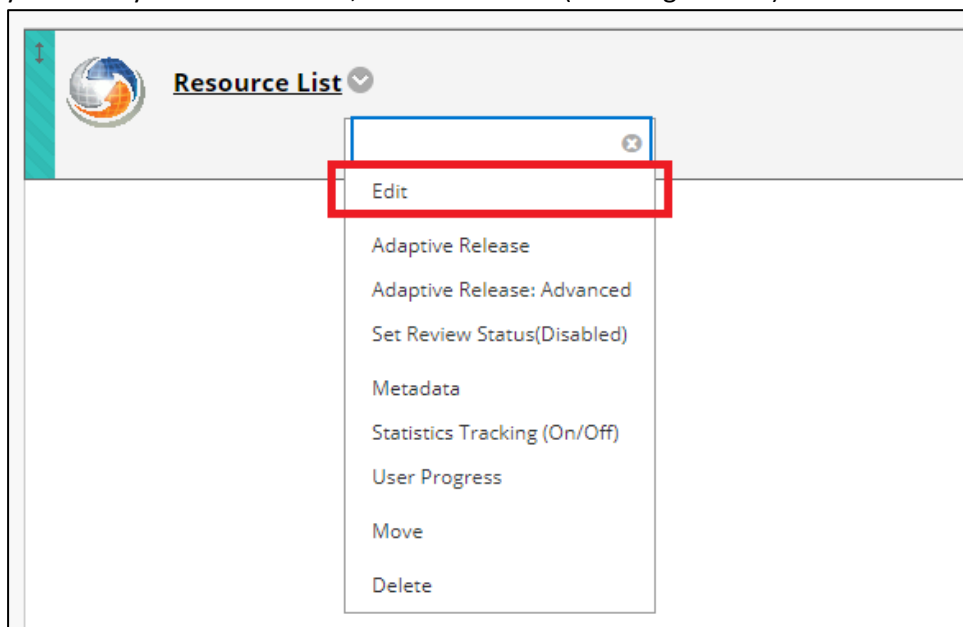 Resource List
Edit
Adaptive Release
Adaptive Release: Advanced
Set Review Status(Disabled)
Metadata
Statistics Tracking (On/Off)
User Progress
Move
Delete